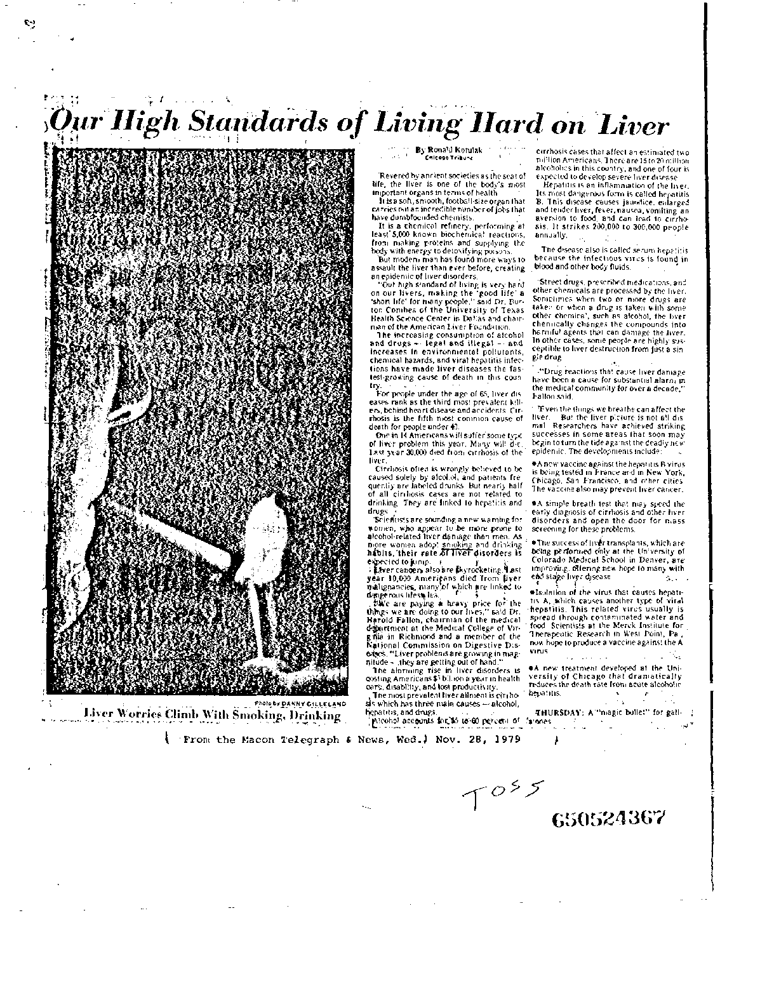 Our High Standards of Living Hard on Liver
By Ronald Kotulak
Chicago Tribune
Revered by ancient societies as the seat of
life, the liver is one of the body's most
important organs in terms of health
It is a soft, smooth, football-size organ that
carries out an incredible number of jobs that
have dumbfounded chemists.
It is a chemical refinery, performing at
least 5,000 known biochemical reactions,
from making proteins and supplying the
body with energy to detoxifying poisons.
But modern man has found more ways to
assault the liver than ever before, creating
an epidemic of liver disorders.
"Our high standard of living is very hard
on our livers, making the 'good life' a
'short life' for many people," said Dr. Bur-
ton Combes of the University of Texas
Health Science Center in Dallas and chair-
man of the American Liver Foundation.
The increasing consumption of alcohol
and drugs — legal and illegal — and
increases in environmental pollutants,
chemical hazards, and viral hepatitis infec-
tions have made liver diseases the fas-
test-growing cause of death in this coun
try.
For people under the age of 65, liver dis
eases rank as the third most prevalent kill-
ers, behind heart disease and accidents. Cir-
rhosis is the fifth most common cause of
death for people under
One in 14 Americans will suffer some type
of liver problem this year. Many will die.
Last year 30,000 died from cirrhosis of the
liver.
Cirrhosis often is wrongly believed to be
caused solely by alcohol, and patients fre
quently are labeled drunks. But nearly half
of all cirrhosis cases are not related to
drinking. They are linked to hepatitis and
drugs
Scientists are sounding a new warning for
women, who appear to be more prone to
alcohol-related liver damage than men. As
more women adopt smoking and drinking
habits, their rate of liver disorders is
expected to jump.
Liver cancers also are skyrocketing. Last
year 10,000 Americans died from liver
malignancies, many of which are linked to
dangerous lifestyles.
"We are paying a heavy price for the
things we are doing to our lives," said Dr.
Harold Fallon, chairman of the medical
department at the Medical College of Vir-
ginia in Richmond and a member of the
National Commission on Digestive Dis-
eases. "Liver problems are growing in mag-
nitude — they are getting out of hand."
The alarming rise in liver disorders is
costing Americans billion a year in health
care, disability, and lost productivity.
The most prevalent liver ailment is cirrho
sis which has three main causes — alcohol,
hepatitis, and drugs.
Alcohol accounts for to 60 percent of
cirrhosis cases that affect an estimated two
million Americans. There are 15 to 20 million
alcoholics in this country, and one of four is
expected to develop severe liver disease
Hepatitis is an inflammation of the liver.
Its most dangerous form is called hepatitis
B. This disease causes jaundice, enlarged
and tender liver, fever, nausea, vomiting, an
aversion to food, and can lead to cirrho-
sis. It strikes 200,000 to 300,000 people
annually.
The disease also is called serum hepatitis
because the infectious virus is found in
blood and other body fluids.
"Street drugs, prescribed medications, and
other chemicals are processed by the liver.
Sometimes when two or more drugs are
taken or when a drug is taken with some
other chemical, such as alcohol, the liver
chemically changes the compounds into
harmful agents that can damage the liver.
In other cases, some people are highly sus-
ceptible to liver destruction from just a sin
gle drug
"Drug reactions that cause liver damage
have been a cause for substantial alarm in
the medical community for over a decade,"
Fallon said.
"Even the things we breathe can affect the
liver. But the liver picture is not all dis
mal Researchers have achieved striking
successes in some areas that soon may
begin to turn the tide against the deadly new
epidemic. The developments include:
•A new vaccine against the hepatitis B virus
is being tested in France and in New York,
Chicago, San Francisco, and other cities
The vaccine also may prevent liver cancer.
•A simple breath test that may speed the
early diagnosis of cirrhosis and other liver
disorders and open the door for mass
screening for these problems.
•The success of liver transplants, which are
being performed only at the University of
Colorado Medical School in Denver, are
improving, offering new hope to many with
end stage liver disease
•Isolation of the virus that causes hepati-
tis A, which causes another type of viral
hepatitis. This related virus usually is
spread through contaminated water and
food Scientists at the Merck Institute for
Therapeutic Research in West Point, Pa.,
now hope to produce a vaccine against the A
virus
•A new treatment developed at the Uni-
versity of Chicago that dramatically
reduces the death rate from acute alcoholic
hepatitis.
THURSDAY: A "magic bullet" for gall-
stones
Photo by DANNY GILLELAND
Liver Worries Climb With Smoking, Drinking
( From the Macon Telegraph & News, Wed.) Nov. 28, 1979 )
TOSS
650524367